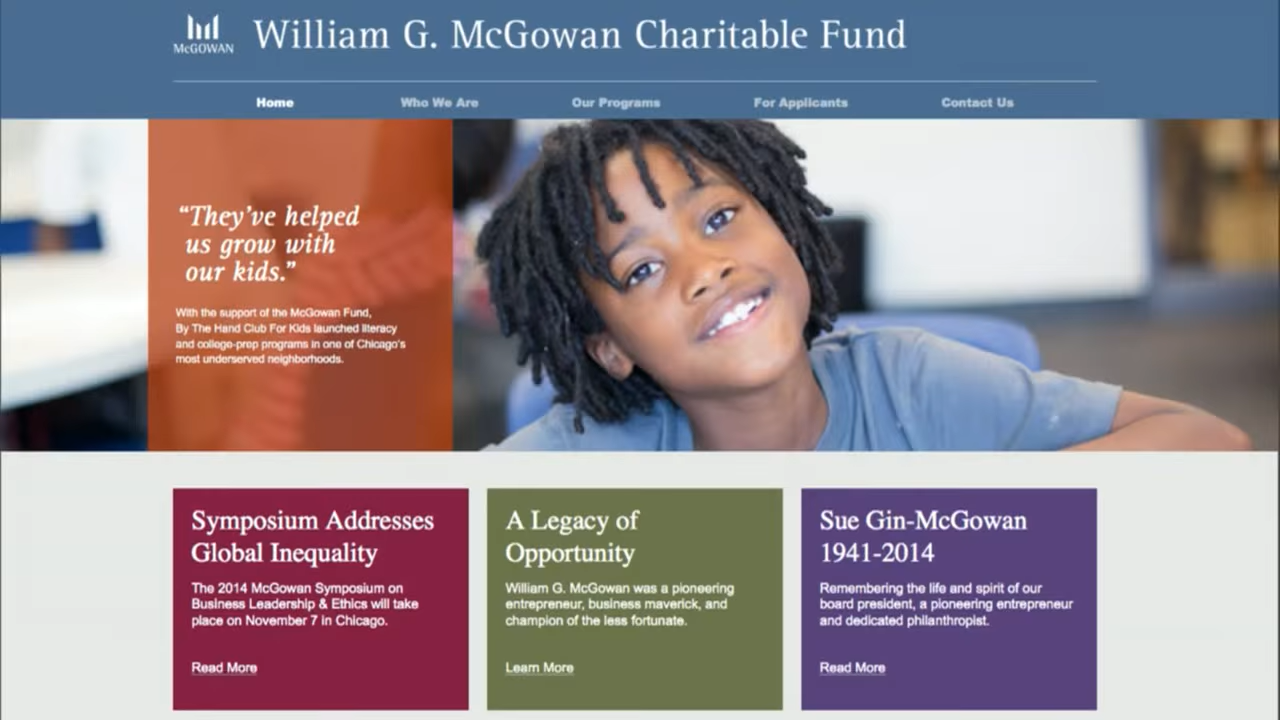 McGOWAN
William G. McGowan Charitable Fund
Home
Who We Are
Our Programs
For Applicants
Contact Us
“They’ve helped
us grow with
our kids.”
With the support of the McGowan Fund,
By The Hand Club For Kids launched literacy
and college-prep programs in one of Chicago’s
most underserved neighborhoods.
Symposium Addresses
Global Inequality
The 2014 McGowan Symposium on
Business Leadership & Ethics will take
place on November 7 in Chicago.
Read More
A Legacy of
Opportunity
William G. McGowan was a pioneering
entrepreneur, business maverick, and
champion of the less fortunate.
Learn More
Sue Gin-McGowan
1941-2014
Remembering the life and spirit of our
board president, a pioneering entrepreneur
and dedicated philanthropist.
Read More